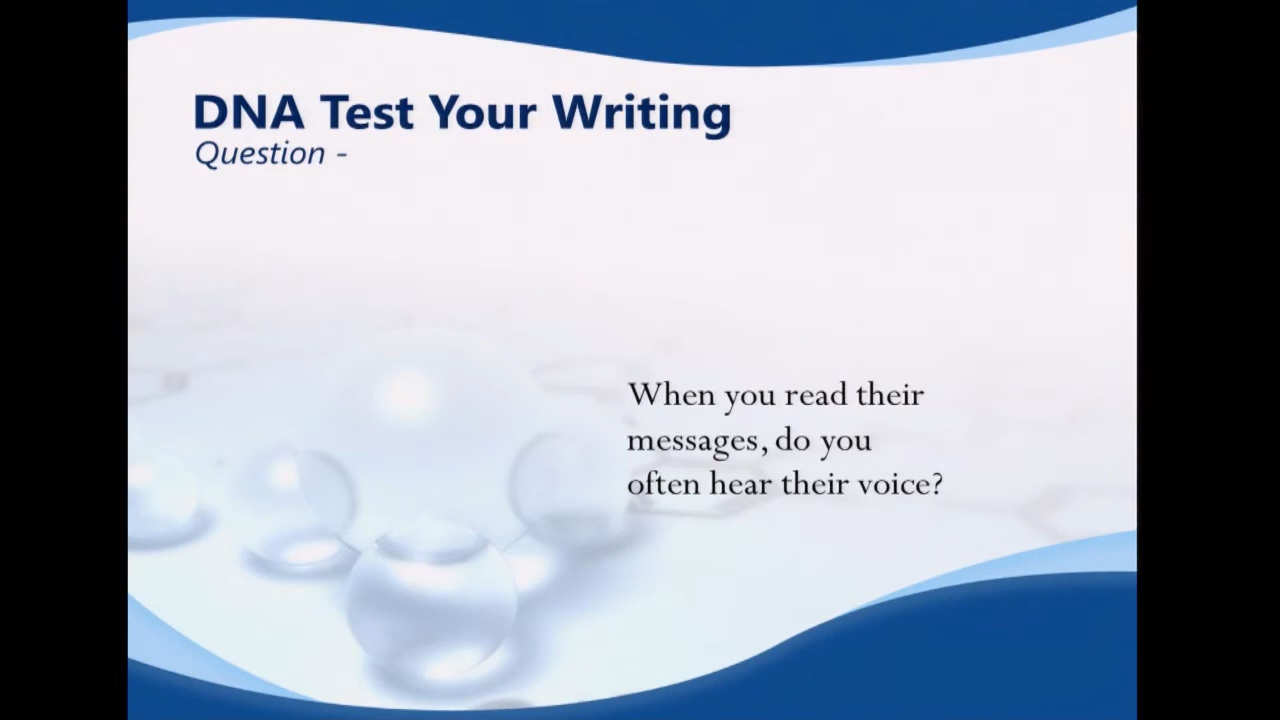 DNA Test Your Writing
Question -
When you read their
messages, do you
often hear their voice?